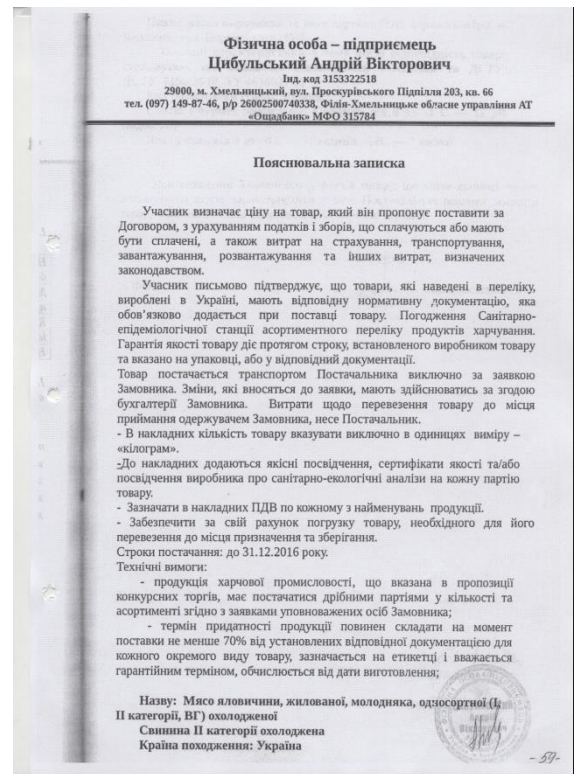 Фізична особа – підприємець
Цибульський Андрій Вікторович
Інд. код 3153322518
29000, м. Хмельницький, вул. Проскурівського Підпілля 203, кв. 66
тел. (097) 149-87-46, р/р 26002500740338, Філія-Хмельницьке обласне управління АТ
«Ощадбанк» МФО 315784
Пояснювальна записка
Учасник визначає ціну на товар, який він пропонує поставити за
Договором, з урахуванням податків і зборів, що сплачуються або мають
бути сплачені, а також витрат на страхування, транспортування,
завантажування, розвантажування та інших витрат, визначених
законодавством.
Учасник письмово підтверджує, що товари, які наведені в переліку,
вироблені в Україні, мають відповідну нормативну документацію, яка
обов’язково додається при поставці товару. Погодження Санітарно-
епідеміологічної станції асортиментного переліку продуктів харчування.
Гарантія якості товару діє протягом строку, встановленого виробником товару
та вказано на упаковці, або у відповідний документації.
Товар постачається транспортом Постачальника виключно за заявкою
Замовника. Зміни, які вносяться до заявки, мають здійснюватись за згодою
бухгалтерії Замовника. Витрати щодо перевезення товару до місця
приймання одержувачем Замовника, несе Постачальник.
- В накладних кількість товару вказувати виключно в одиницях виміру –
«кілограм».
-До накладних додаються якісні посвідчення, сертифікати якості та/або
посвідчення виробника про санітарно-екологічні аналізи на кожну партію
товару.
- Зазначати в накладних ПДВ по кожному з найменувань продукції.
- Забезпечити за свій рахунок погрузку товару, необхідного для його
перевезення до місця призначення та зберігання.
Строки постачання: до 31.12.2016 року.
Технічні вимоги:
- продукція харчової промисловості, що вказана в пропозиції
конкурсних торгів, має постачатися дрібними партіями у кількості та
асортименті згідно з заявками уповноважених осіб Замовника;
- термін придатності продукції повинен складати на момент
поставки не менше 70% від установлених відповідної документацією для
кожного окремого виду товару, зазначається на етикетці і вважається
гарантійним терміном, обчислюється від дати виготовлення;
Назву: Мясо яловичини, жилованої, молодняка, односортної (І,
ІІ категорії, ВГ) охолодженої
Свинина ІІ категорії охолоджена
Країна походження: Україна
Андрій
Вікторович
- 59-